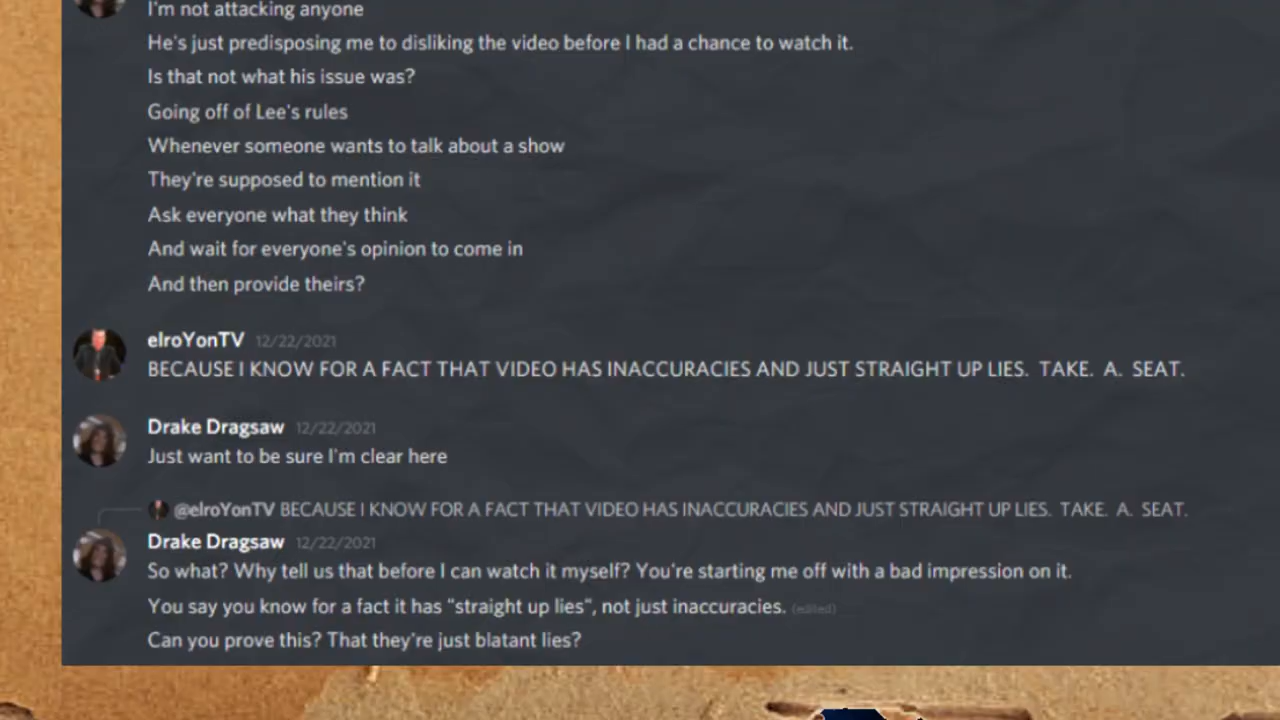 I'm not attacking anyone
He's just predisposing me to disliking the video before I had a chance to watch it.
Is that not what his issue was?
Going off of Lee's rules
Whenever someone wants to talk about a show
They're supposed to mention it
Ask everyone what they think
And wait for everyone's opinion to come in
And then provide theirs?
elroYonTV 12/22/2021
BECAUSE I KNOW FOR A FACT THAT VIDEO HAS INACCURACIES AND JUST STRAIGHT UP LIES. TAKE. A. SEAT.
Drake Dragsaw 12/22/2021
Just want to be sure I'm clear here
@elroYonTV BECAUSE I KNOW FOR A FACT THAT VIDEO HAS INACCURACIES AND JUST STRAIGHT UP LIES. TAKE. A. SEAT.
Drake Dragsaw 12/22/2021
So what? Why tell us that before I can watch it myself? You're starting me off with a bad impression on it.
You say you know for a fact it has "straight up lies", not just inaccuracies. (edited)
Can you prove this? That they're just blatant lies?